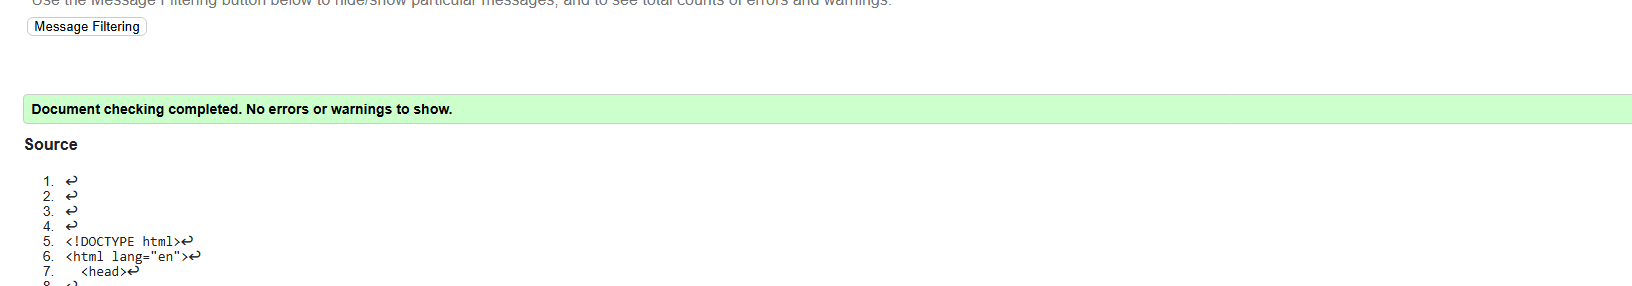 Use the Message Filtering button below to hide/show particular messages, and to see total counts of errors and warnings.
Message Filtering
Document checking completed. No errors or warnings to show.
Source
1. ↩
2. ↩
3. ↩
4. ↩
5. <!DOCTYPE html>↩
6. <html lang="en">↩
7. <head>↩
8. ↩